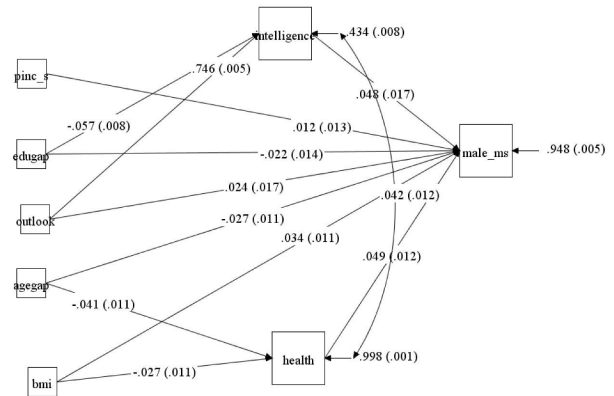 intelligence
.434 (.008)
.746 (.005)
pinc_s
.048 (.017)
-.057 (.008)
.012 (.013)
edugap
-.022 (.014)
male_ms
.948 (.005)
.024 (.017)
.042 (.012)
outlook
-.027 (.011)
.034 (.011)
.049 (.012)
agegap
-.041 (.011)
health
.998 (.001)
-.027 (.011)
bmi